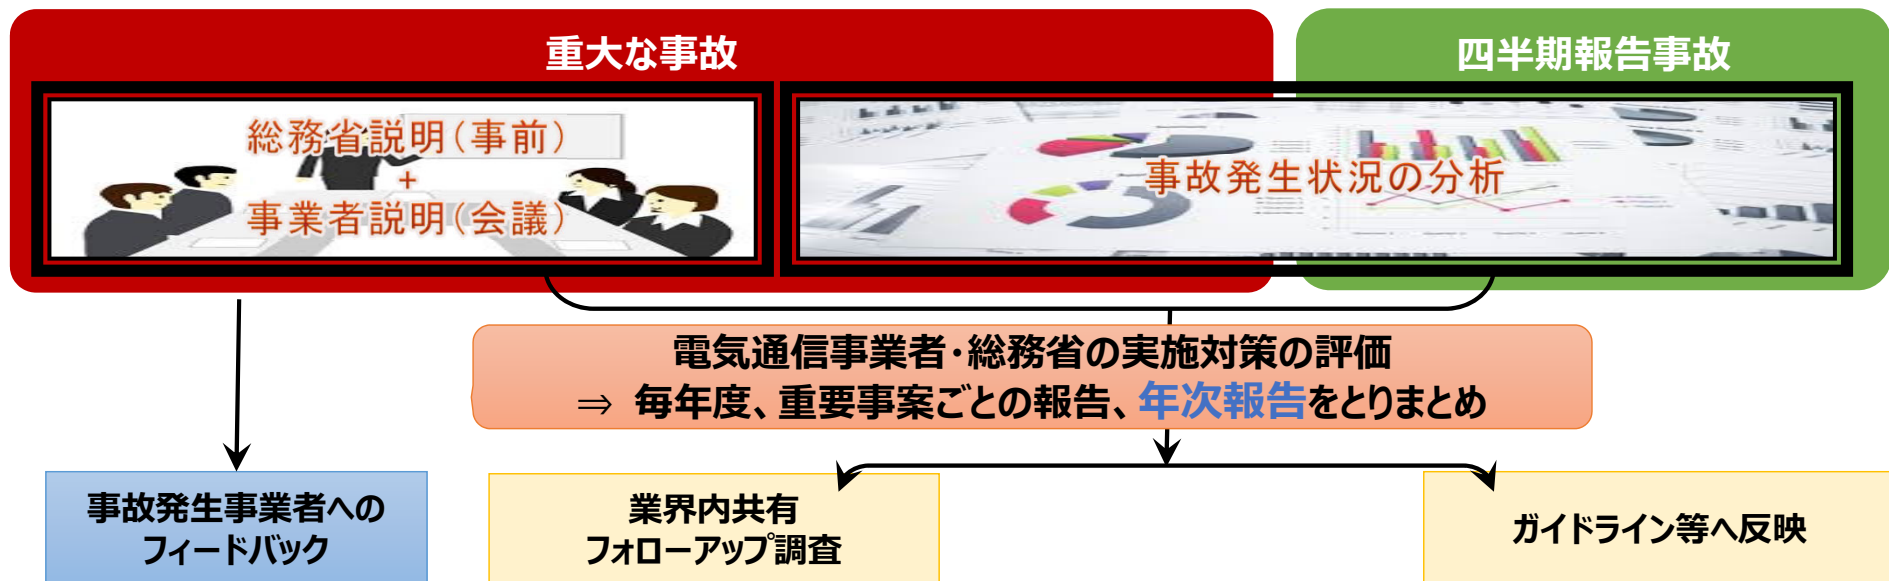 重大な事故
四半期報告事故
総務省説明(事前)
+
事業者説明(会議)
事故発生状況の分析
電気通信事業者・総務省の実施対策の評価
⇒ 毎年度、重要事案ごとの報告、年次報告をとりまとめ
事故発生事業者への
フィードバック
業界内共有
フォローアップ調査
ガイドライン等へ反映